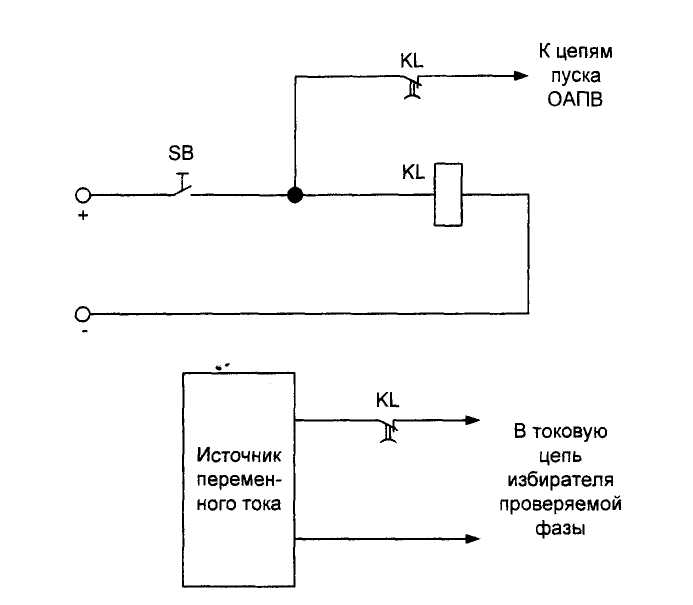 KL
К цепям
пуска
ОАПВ
SB
KL
+
-
KL
Источник
перемен-
ного тока
В токовую
цепь
избирателя
проверяемой
фазы